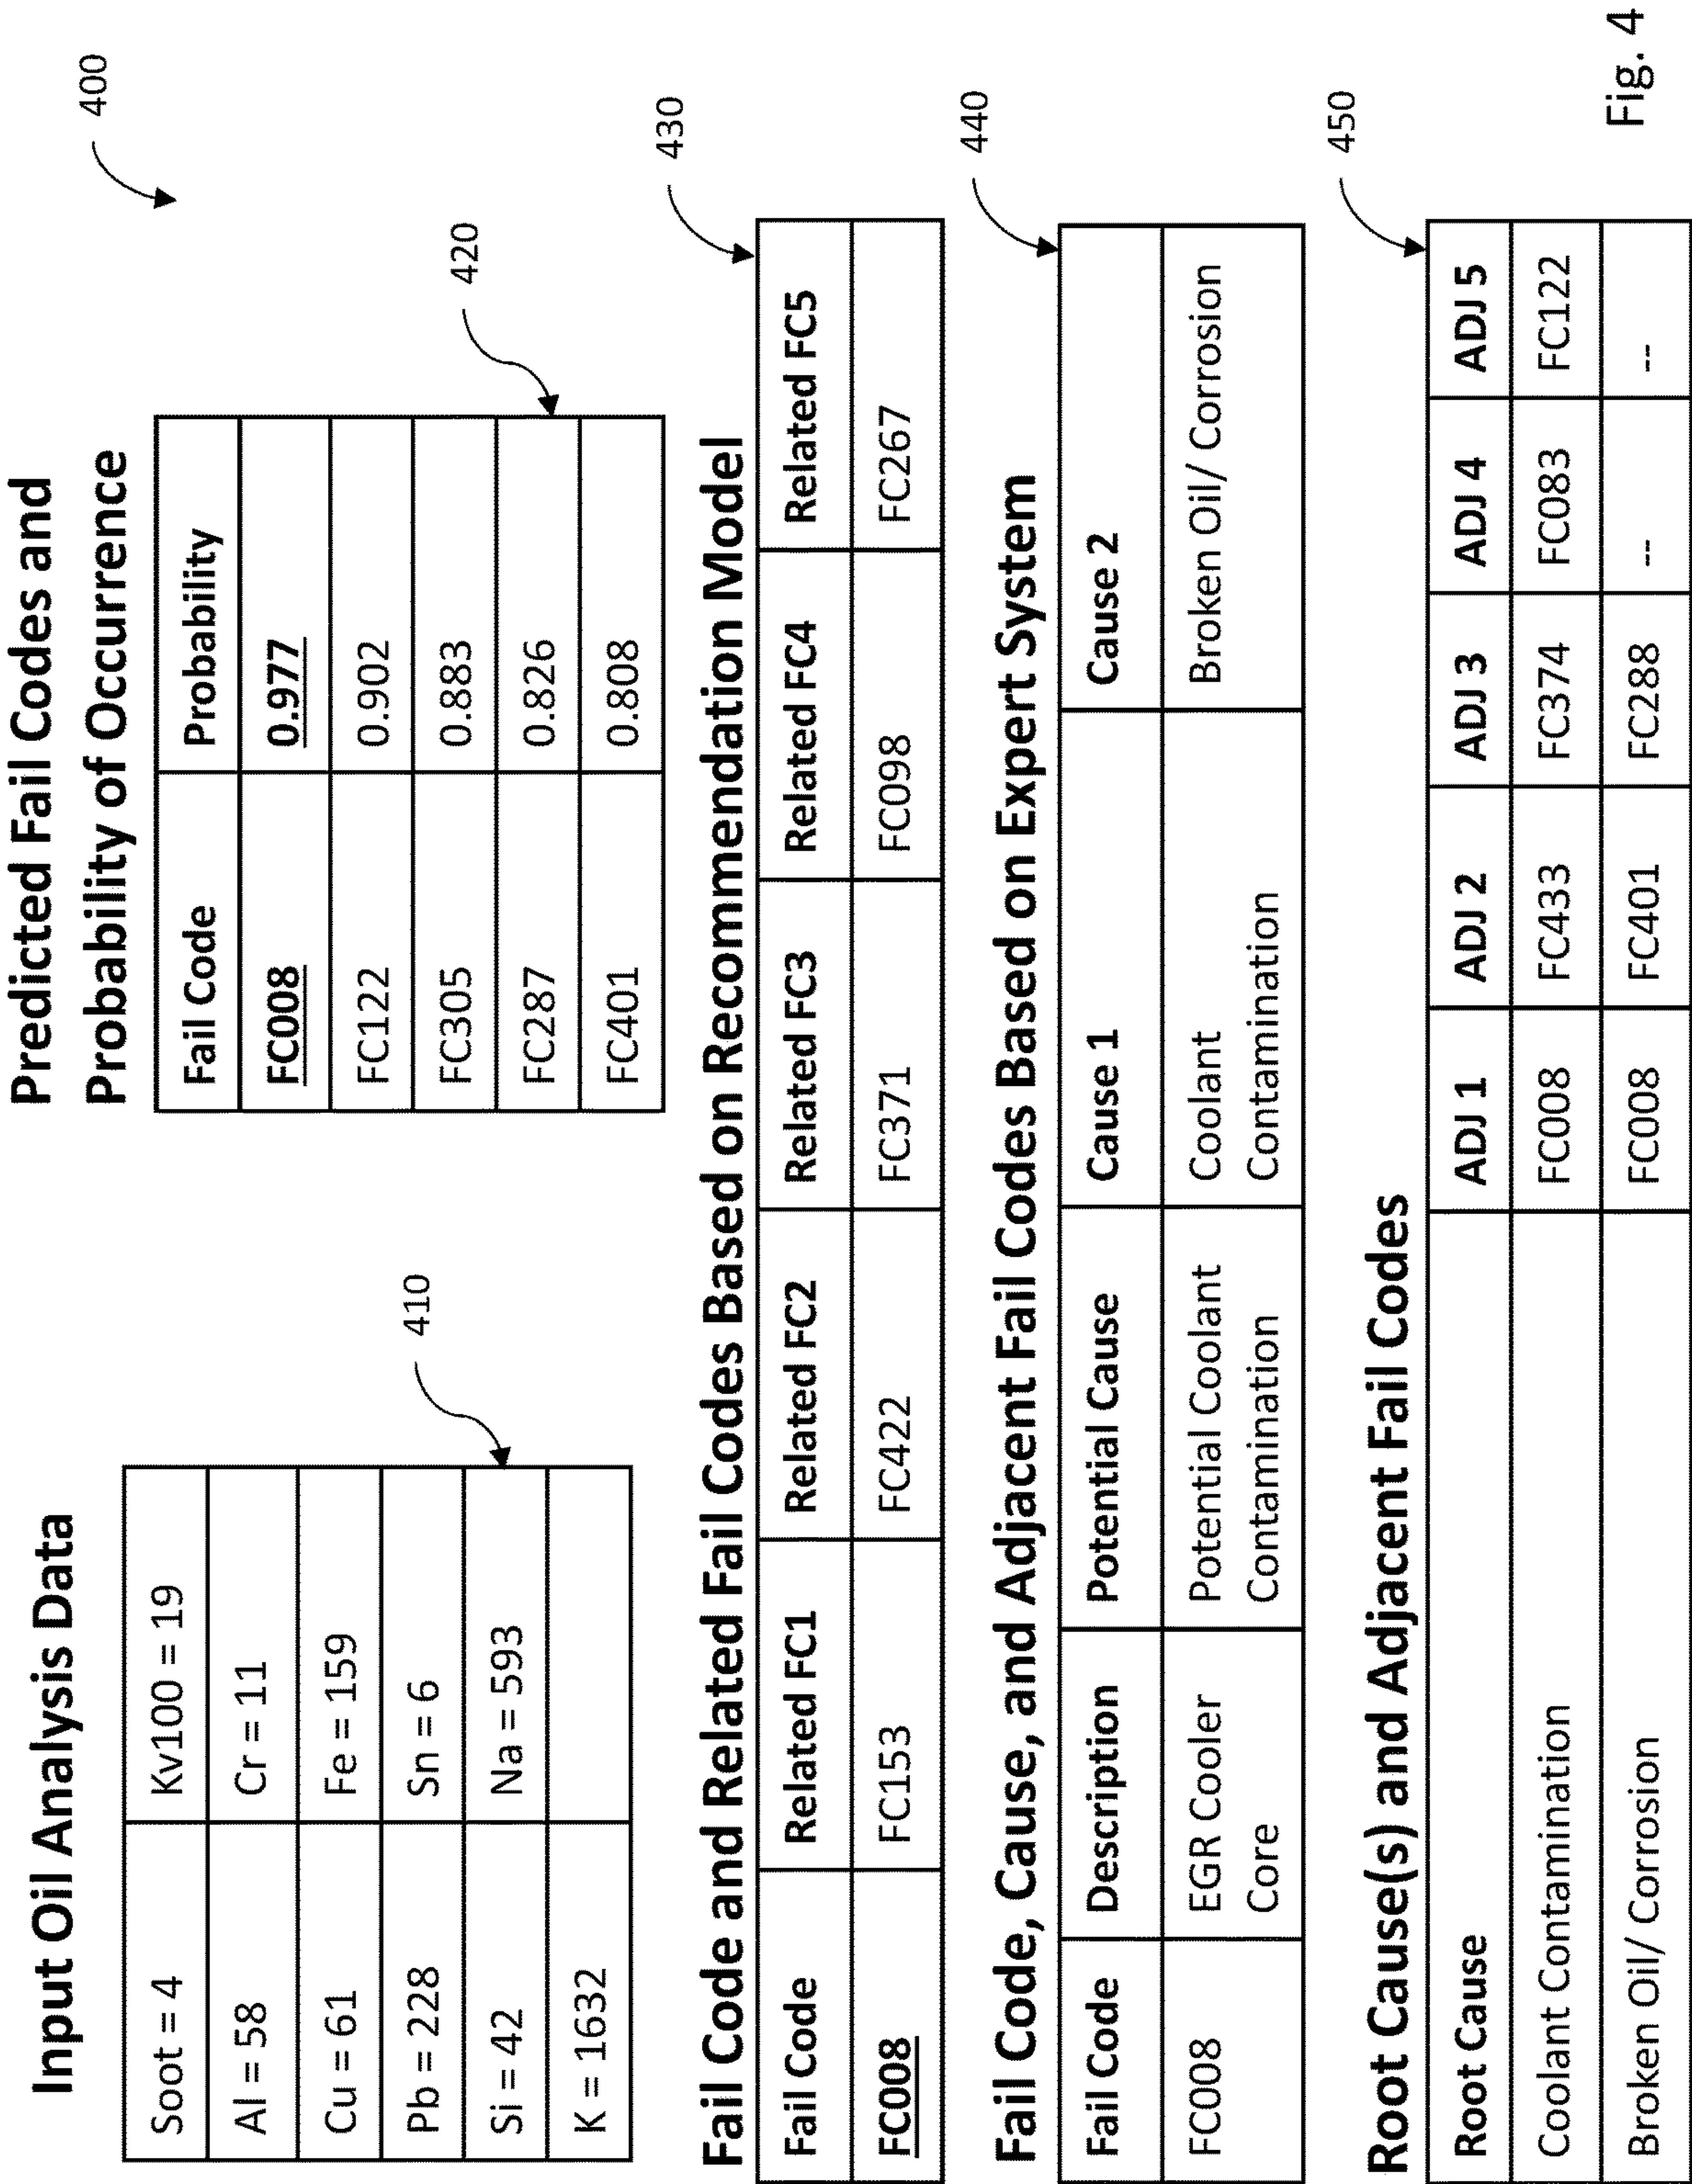 400
Input Oil Analysis Data
Soot = 4 Kv100 = 19
Al = 58 Cr = 11
Cu = 61 Fe = 159
Pb = 228 Sn = 6
Si = 42 Na = 593
K = 1632
410
Predicted Fail Codes and
Probability of Occurrence
Fail Code Probability
FC008 0.977
FC122 0.902
FC305 0.883
FC287 0.826
FC401 0.808
420
Fail Code and Related Fail Codes Based on Recommendation Model
430
Fail Code Related FC1 Related FC2 Related FC3 Related FC4 Related FC5
FC008 FC153 FC422 FC371 FC098 FC267
Fail Code, Cause, and Adjacent Fail Codes Based on Expert System
440
Fail Code Description Potential Cause Cause 1 Cause 2
FC008 EGR Cooler Potential Coolant Coolant Broken Oil/ Corrosion
Core Contamination Contamination
Root Cause(s) and Adjacent Fail Codes
450
Root Cause ADJ 1 ADJ 2 ADJ 3 ADJ 4 ADJ 5
Coolant Contamination FC008 FC433 FC374 FC083 FC122
Broken Oil/ Corrosion FC008 FC401 FC288 -- --
Fig. 4